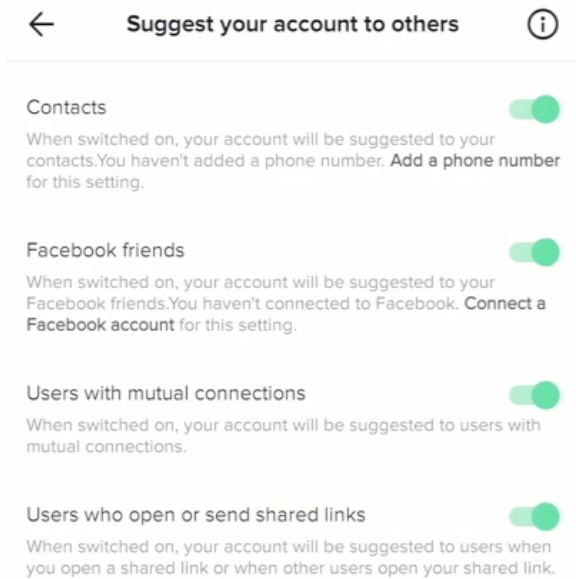 Suggest your account to others
Contacts
When switched on, your account will be suggested to your
contacts.You haven't added a phone number. Add a phone number
for this setting.
Facebook friends
When switched on, your account will be suggested to your
Facebook friends.You haven't connected to Facebook. Connect a
Facebook account for this setting.
Users with mutual connections
When switched on, your account will be suggested to users with
mutual connections.
Users who open or send shared links
When switched on, your account will be suggested to users when
you open a shared link or when other users open your shared link.